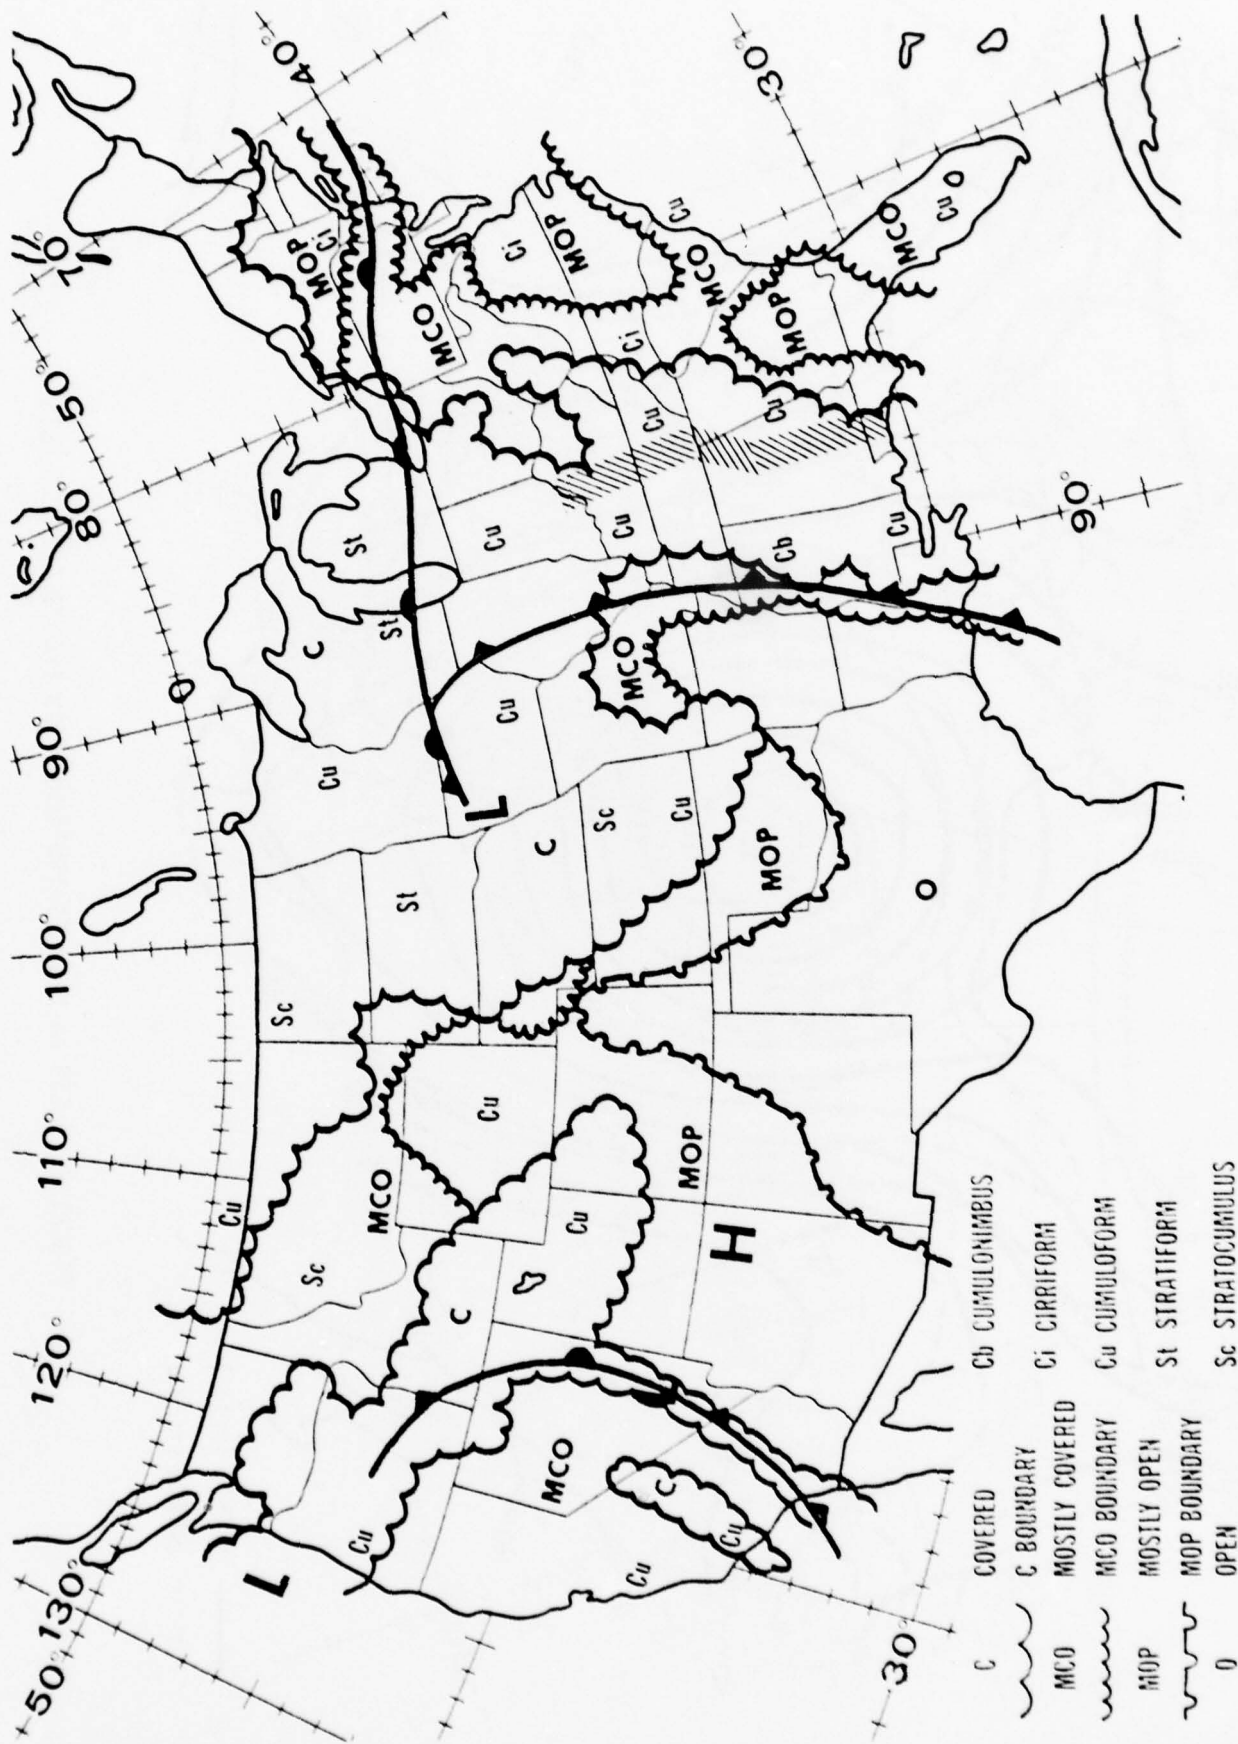 50° 130° 120° 110° 100° 90° 80° 50° 70°
0
40°
L
Cu
Sc
MOP
Ci
Sc
C
Cu
St
Cu
MCO
St
St
MCO
C
Cu
L
Cu
Cu
Ci
MCO
Cu
C
MOP
Sc
MCO
Cu
Cu
Ci
Cu
C
MOP
Cu
MCO
Cu
Cu
H
MOP
Cb
Cu
MOP
30°
Cu
MCO
30°
O
Cu O
90°
C COVERED Cb CUMULONIMBUS
C BOUNDARY Ci CIRRIFORM
MCO MOSTLY COVERED
MCO BOUNDARY Cu CUMULOFORM
MOP MOSTLY OPEN St STRATIFORM
MOP BOUNDARY
O OPEN Sc STRATOCUMULUS